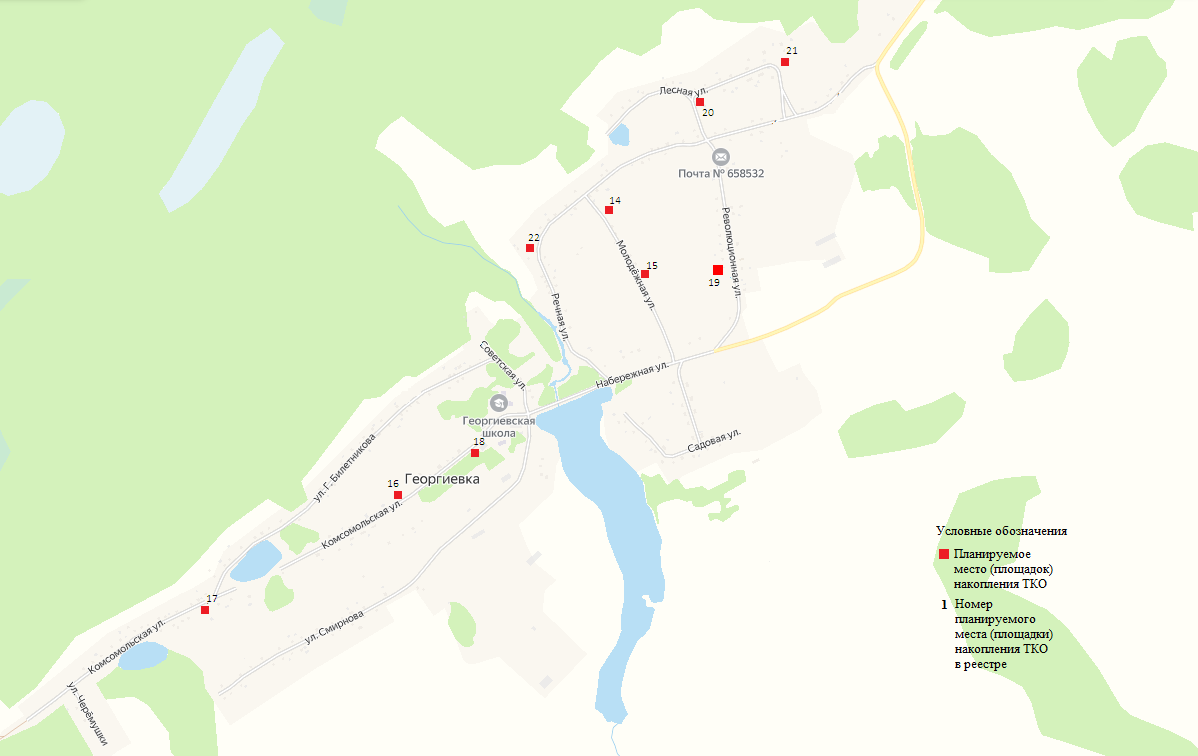 21
Лесная ул.
20
Почта № 658532
14
Революционная ул.
22
Молодёжная ул.
15
19
Речная ул.
Советская ул.
Набережная ул.
Георгиевская
школа
18
Садовая ул.
ул. Г. Билетникова
16
Георгиевка
Комсомольская ул.
17
Комсомольская ул.
ул. Смирнова
ул. Черёмушки
Условные обозначения
Планируемое
место (площадок)
накопления ТКО
1 Номер
планируемого
места (площадки)
накопления ТКО
в реестре